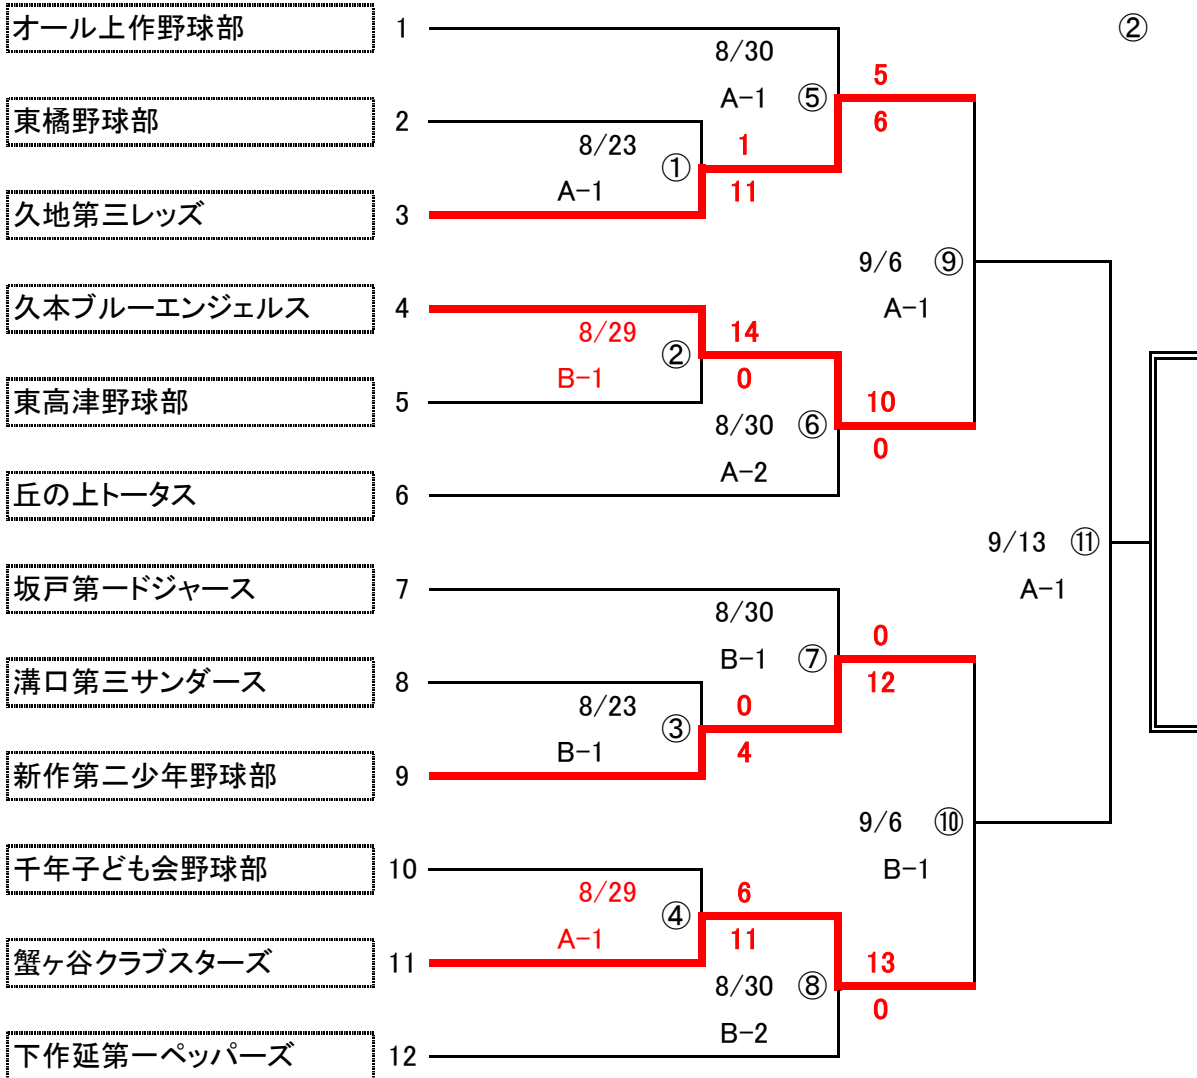 オール上作野球部 1
②
8/30
5
A-1 ⑤
東橘野球部 2
6
8/23 1
①
A-1 11
久地第三レッズ 3
9/6 ⑨
久本ブルーエンジェルス 4
A-1
8/29 14
②
B-1 0
東高津野球部 5
10
8/30 ⑥
0
A-2
丘の上トータス 6
9/13 ⑪
坂戸第一ドジャース 7
A-1
8/30
0
B-1 ⑦
溝口第三サンダース 8
12
8/23 0
③
B-1 4
新作第二少年野球部 9
9/6 ⑩
千年子ども会野球部 10
B-1
8/29 6
④
A-1 11
蟹ヶ谷クラブスターズ 11
13
8/30 ⑧
0
B-2
下作延第一ペッパーズ 12